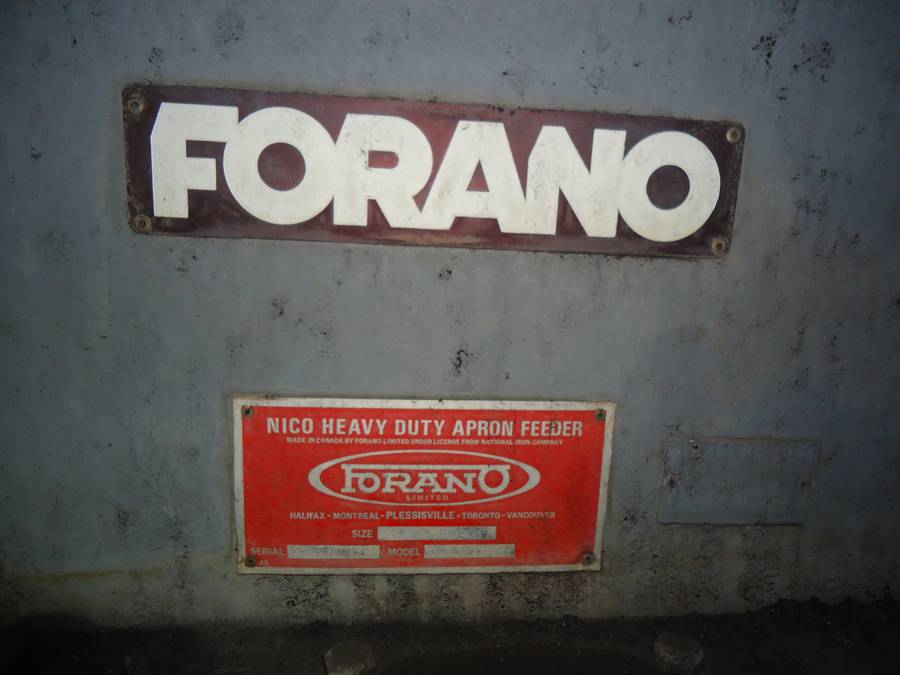 FORANO
NICO HEAVY DUTY APRON FEEDER
MADE IN CANADA BY FORANO LIMITED UNDER LICENSE FROM NATIONAL IRON COMPANY
FORANO
LIMITED
HALIFAX - MONTREAL - PLESSISVILLE - TORONTO - VANCOUVER
SIZE
SERIAL MODEL